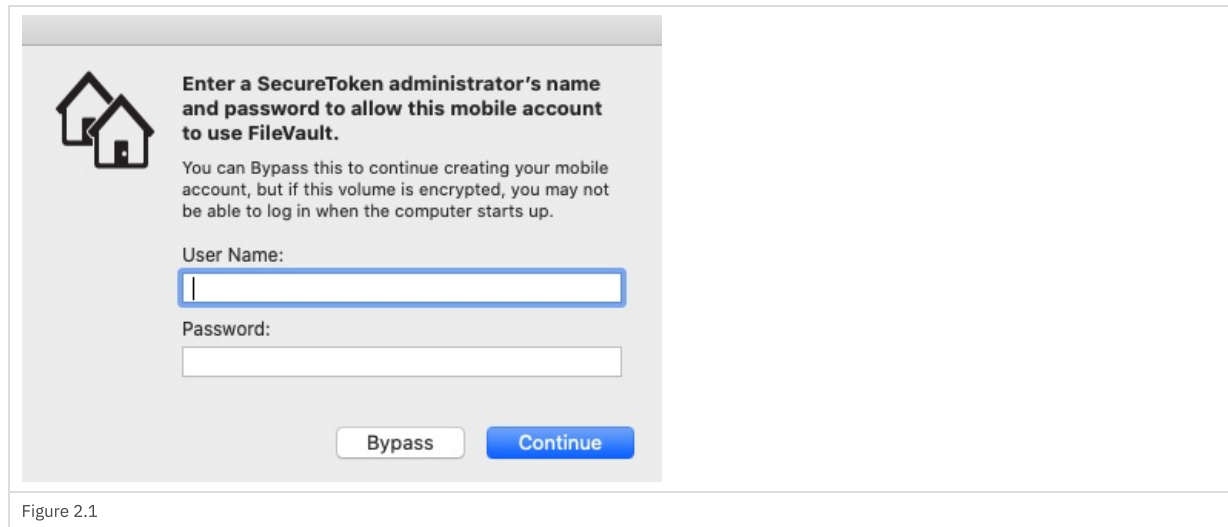 Enter a SecureToken administrator's name
and password to allow this mobile account
to use FileVault.
You can Bypass this to continue creating your mobile
account, but if this volume is encrypted, you may not
be able to log in when the computer starts up.
User Name:
Password:
Bypass
Continue
Figure 2.1